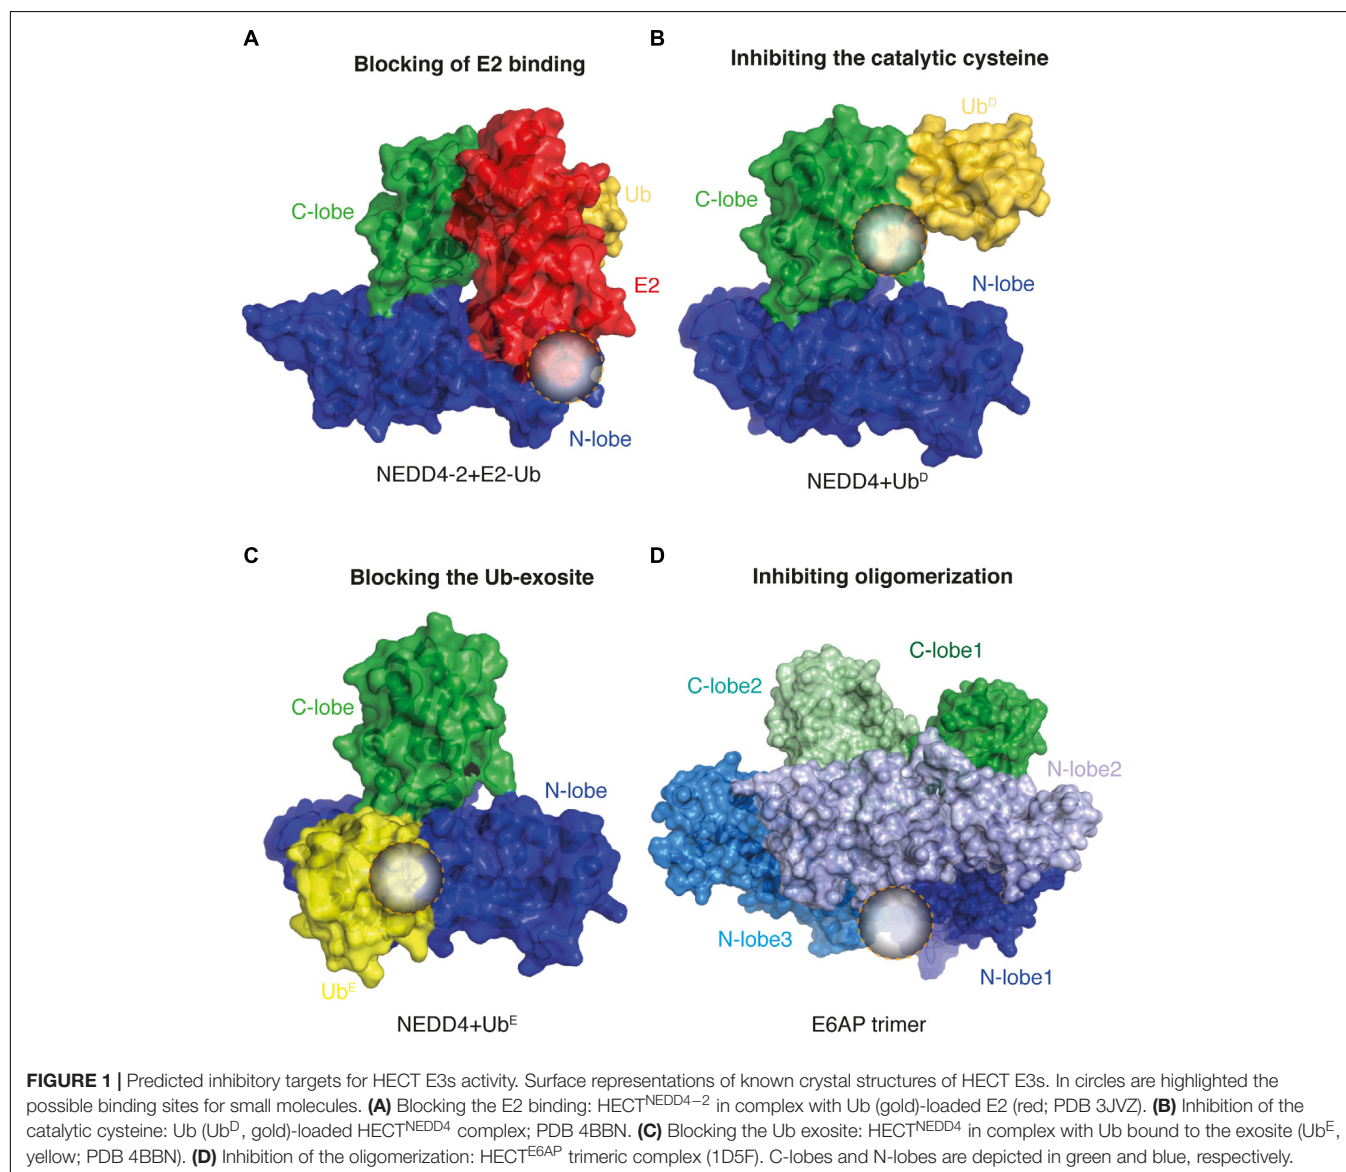 A
Blocking of E2 binding
C-lobe
Ub
E2
N-lobe
NEDD4-2+E2-Ub
B
Inhibiting the catalytic cysteine
Ubᴰ
C-lobe
N-lobe
NEDD4+Ubᴰ
C
Blocking the Ub-exosite
C-lobe
N-lobe
Ubᴱ
NEDD4+Ubᴱ
D
Inhibiting oligomerization
C-lobe1
C-lobe2
N-lobe2
N-lobe3
N-lobe1
E6AP trimer
FIGURE 1 | Predicted inhibitory targets for HECT E3s activity. Surface representations of known crystal structures of HECT E3s. In circles are highlighted the
possible binding sites for small molecules. (A) Blocking the E2 binding: HECTᴺᴱᴰᴰ⁴⁻² in complex with Ub (gold)-loaded E2 (red; PDB 3JVZ). (B) Inhibition of the
catalytic cysteine: Ub (Ubᴰ, gold)-loaded HECTᴺᴱᴰᴰ⁴ complex; PDB 4BBN. (C) Blocking the Ub exosite: HECTᴺᴱᴰᴰ⁴ in complex with Ub bound to the exosite (Ubᴱ,
yellow; PDB 4BBN). (D) Inhibition of the oligomerization: HECTᴱ⁶ᴬᴾ trimeric complex (1D5F). C-lobes and N-lobes are depicted in green and blue, respectively.